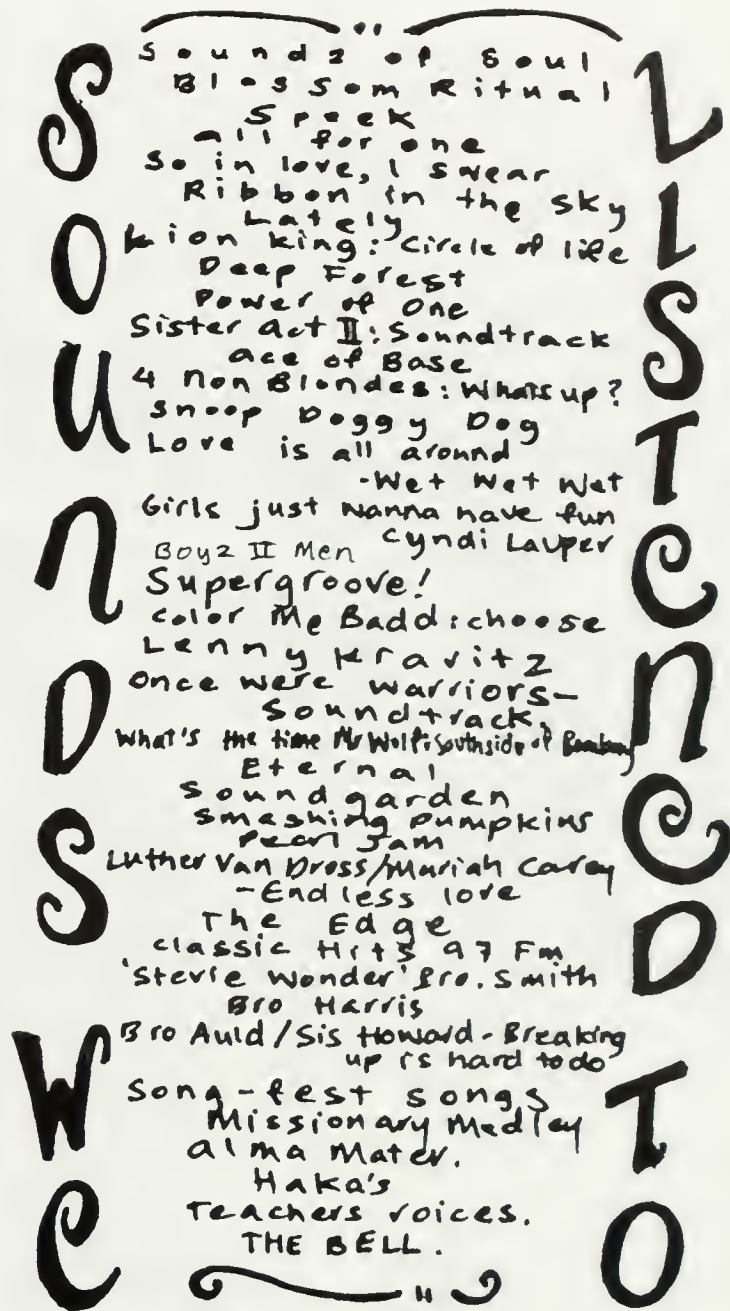 SOUNDS WE
LISTENED TO
Soundz of Soul
Blossom Ritual
Speek
all for one
So in love, I swear
Ribbon in the sky
Lately
Lion king: Circle of life
Deep Forest
Power of One
Sister Act II: Soundtrack
ace of Base
4 Non Blondes: Whats up?
Snoop Doggy Dog
Love is all around
-Wet Wet Wet
Girls just wanna have fun
Cyndi Lauper
Boyz II Men
Supergroove!
Color Me Badd: choose
Lenny Kravitz
Once were warriors-
Soundtrack.
What's the time Mr Wolf: Southside of Bombay
Eternal
Soundgarden
Smashing Pumpkins
Pearl Jam
Luther Van Dross/Mariah Carey
-Endless love
The Edge
Classic Hits 97 Fm
'Stevie Wonder' Bro. Smith
Bro Harris
Bro Auld/Sis Howard-Breaking
up is hard to do
Song-fest songs
Missionary Medley
alma Mater.
Haka's
Teachers voices.
THE BELL.